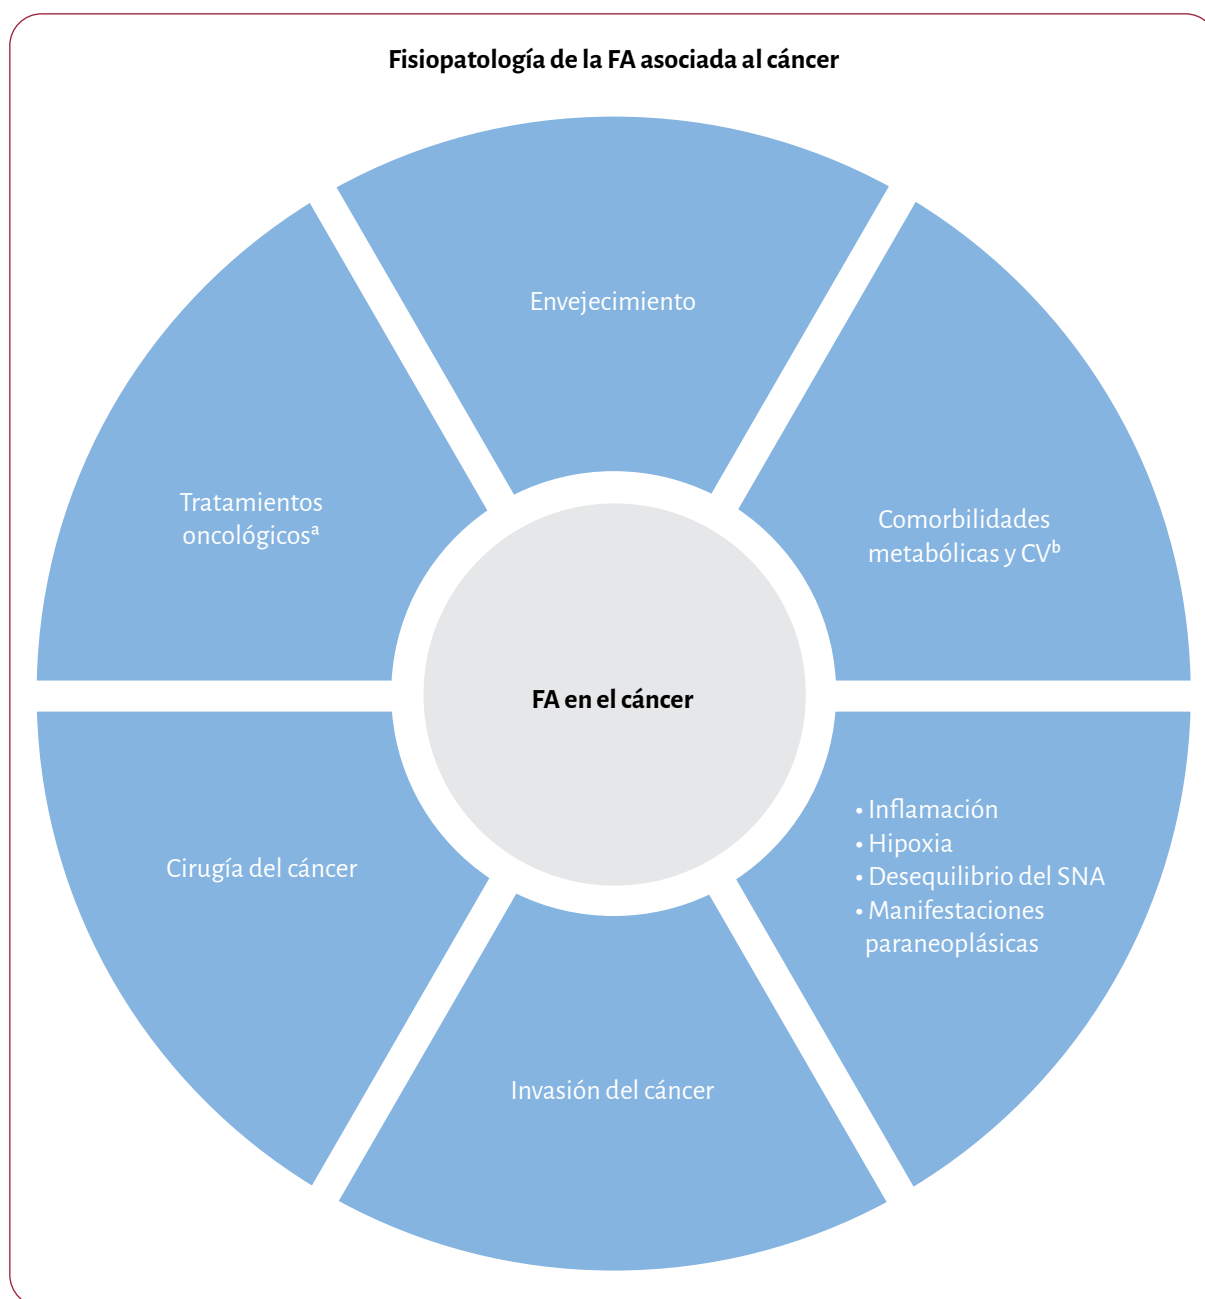 Fisiopatología de la FA asociada al cáncer
Envejecimiento
Tratamientos
oncológicosᵃ
Comorbilidades
metabólicas y CVᵇ
FA en el cáncer
• Inflamación
• Hipoxia
• Desequilibrio del SNA
• Manifestaciones
paraneoplásicas
Cirugía del cáncer
Invasión del cáncer